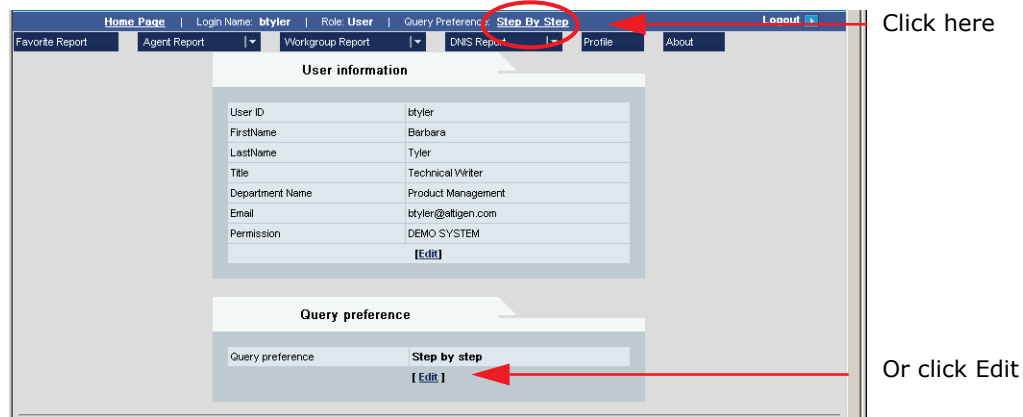 Home Page | Login Name: btyler | Role: User | Query Preference: Step By Step Logout
Click here
Favorite Report Agent Report Workgroup Report DNIS Report Profile About
User information
User ID btyler
FirstName Barbara
LastName Tyler
Title Technical Writer
Department Name Product Management
Email btyler@altigen.com
Permission DEMO SYSTEM
[Edit]
Query preference
Query preference Step by step
[ Edit ]
Or click Edit